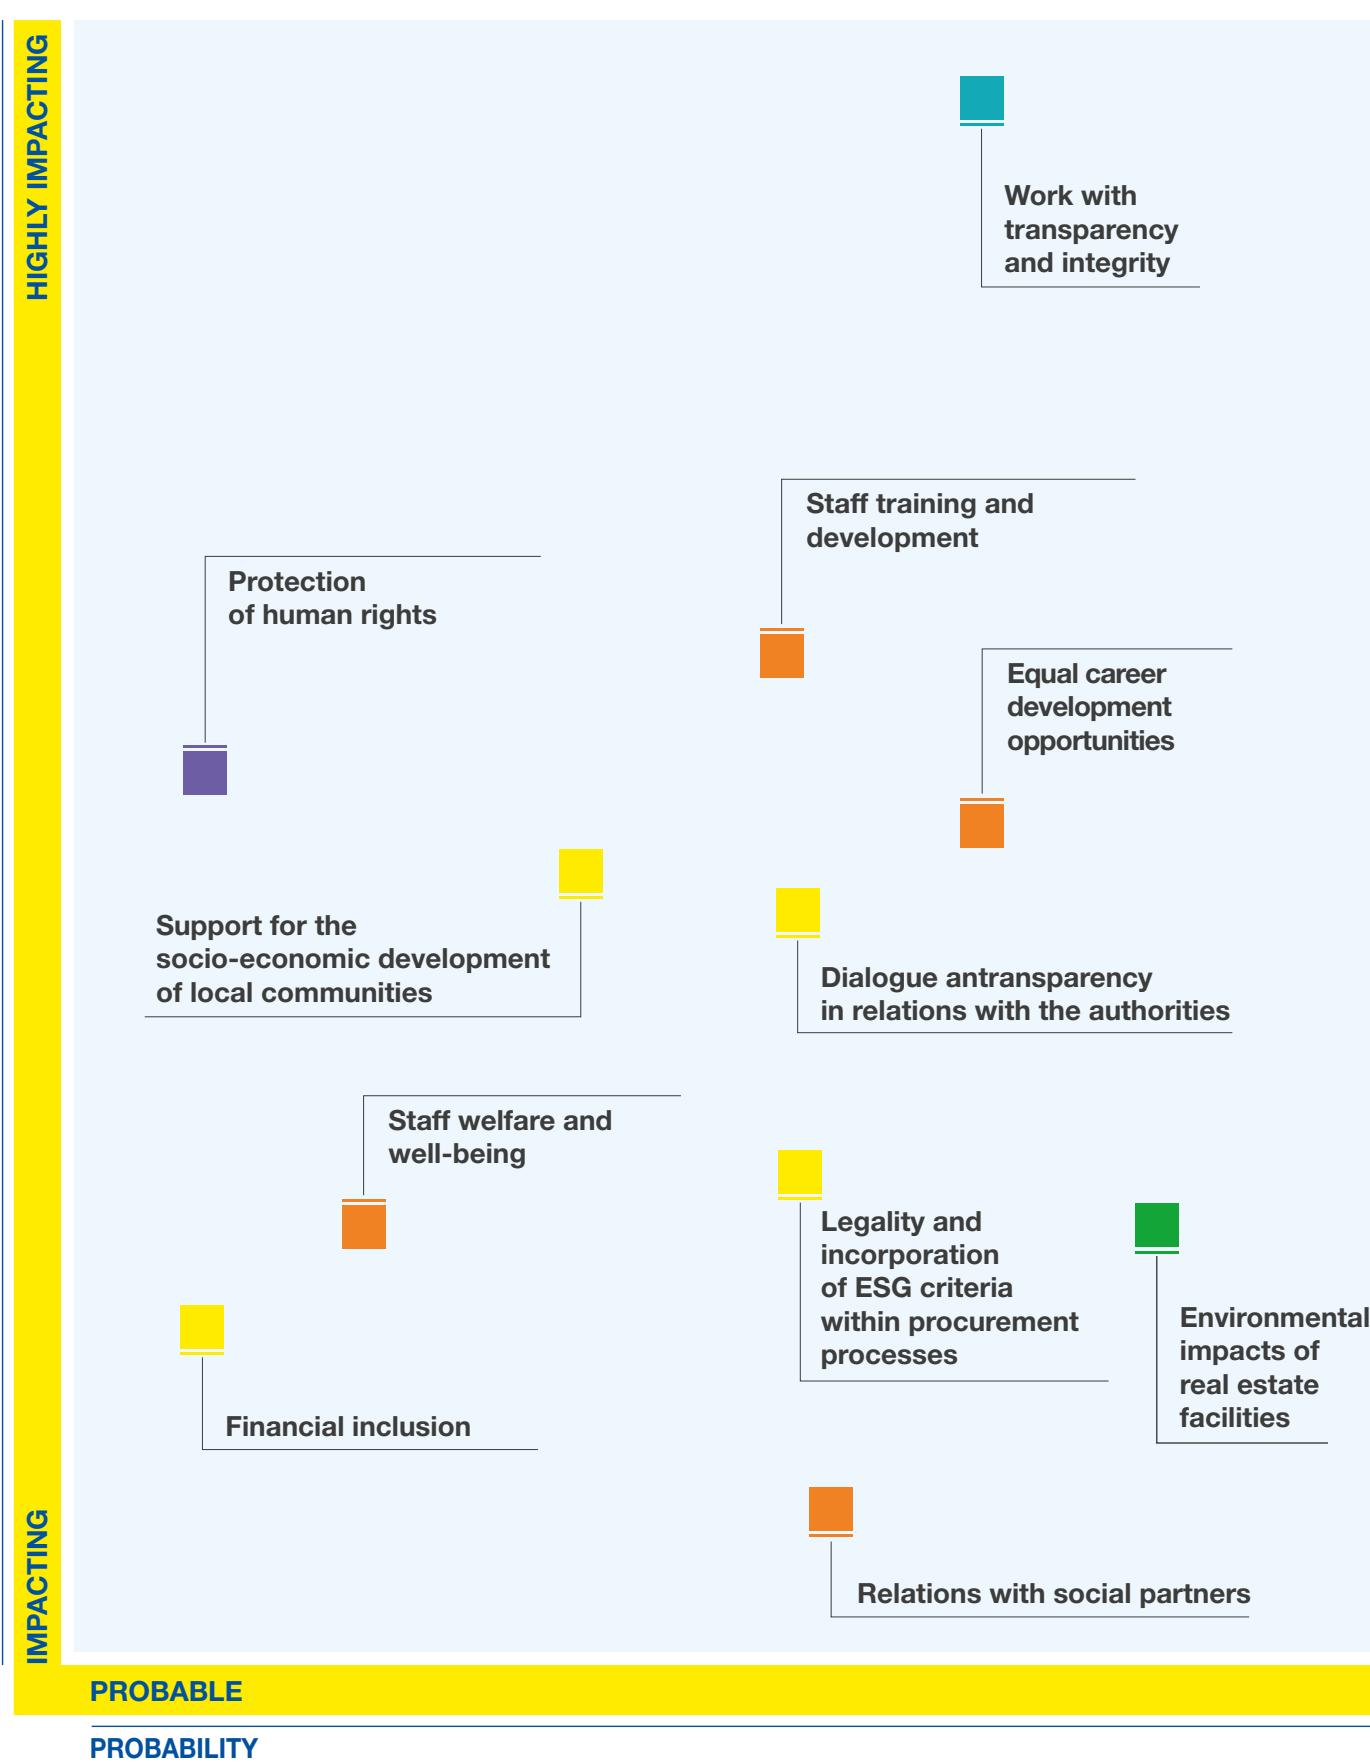 HIGHLY IMPACTING
Work with
transparency
and integrity
Staff training and
development
Protection
of human rights
Equal career
development
opportunities
Support for the
socio-economic development
of local communities
Dialogue antransparency
in relations with the authorities
Staff welfare and
well-being
Legality and
incorporation
of ESG criteria
within procurement
processes
Environmental
impacts of
real estate
facilities
Financial inclusion
Relations with social partners
IMPACTING
PROBABLE
PROBABILITY